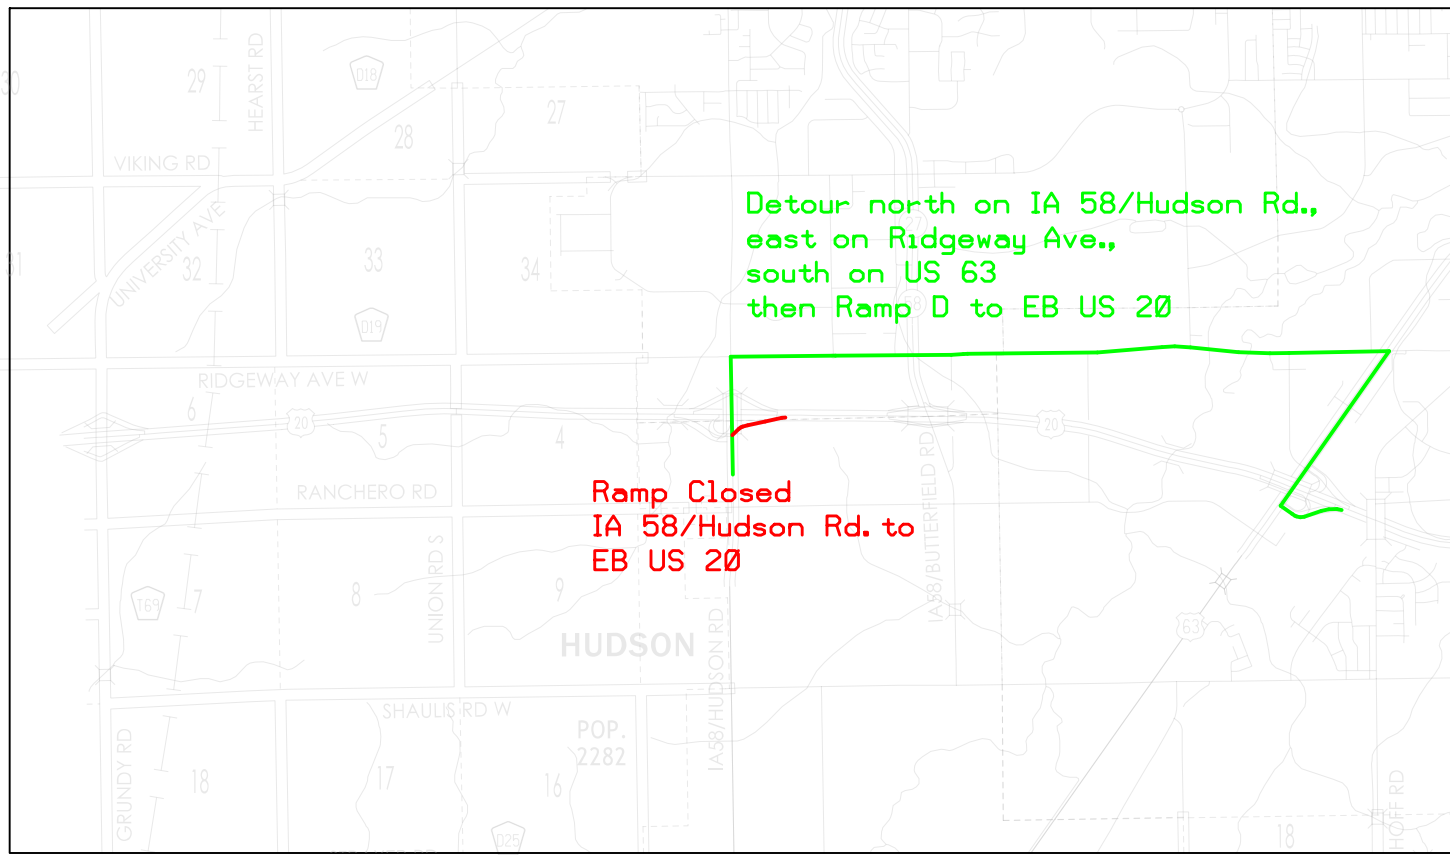 30
29
HEARST RD
D18
27
28
VIKING RD
UNIVERSITY AVE
31
32
33
34
Detour north on IA 58/Hudson Rd.,
east on Ridgeway Ave.,
south on US 63
then Ramp D to EB US 20
58
D19
RIDGEWAY AVE W
6
20
5
4
20
RANCHERO RD
Ramp Closed
IA 58/Hudson Rd. to
EB US 20
IA58/BUTTERFIELD RD
UNION RD S
T69
7
8
9
63
HUDSON
IA58/HUDSON RD
SHAULIS RD W
POP.
2282
GRUNDY RD
18
17
16
D25
18
HOFF RD